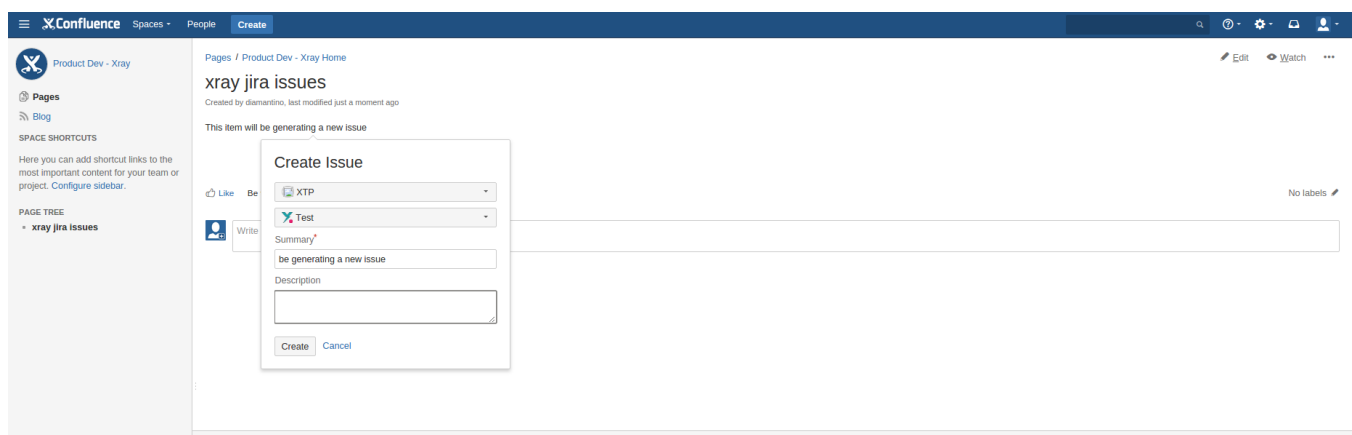 Confluence Spaces People Create
Product Dev - Xray
Pages
Blog
SPACE SHORTCUTS
Here you can add shortcut links to the
most important content for your team or
project. Configure sidebar.
PAGE TREE
xray jira issues
Pages / Product Dev - Xray Home
Edit Watch
xray jira issues
Created by diamantino, last modified just a moment ago
This item will be generating a new issue
Create Issue
XTP
Test
Summary*
be generating a new issue
Description
Create Cancel
Like Be
No labels
Write